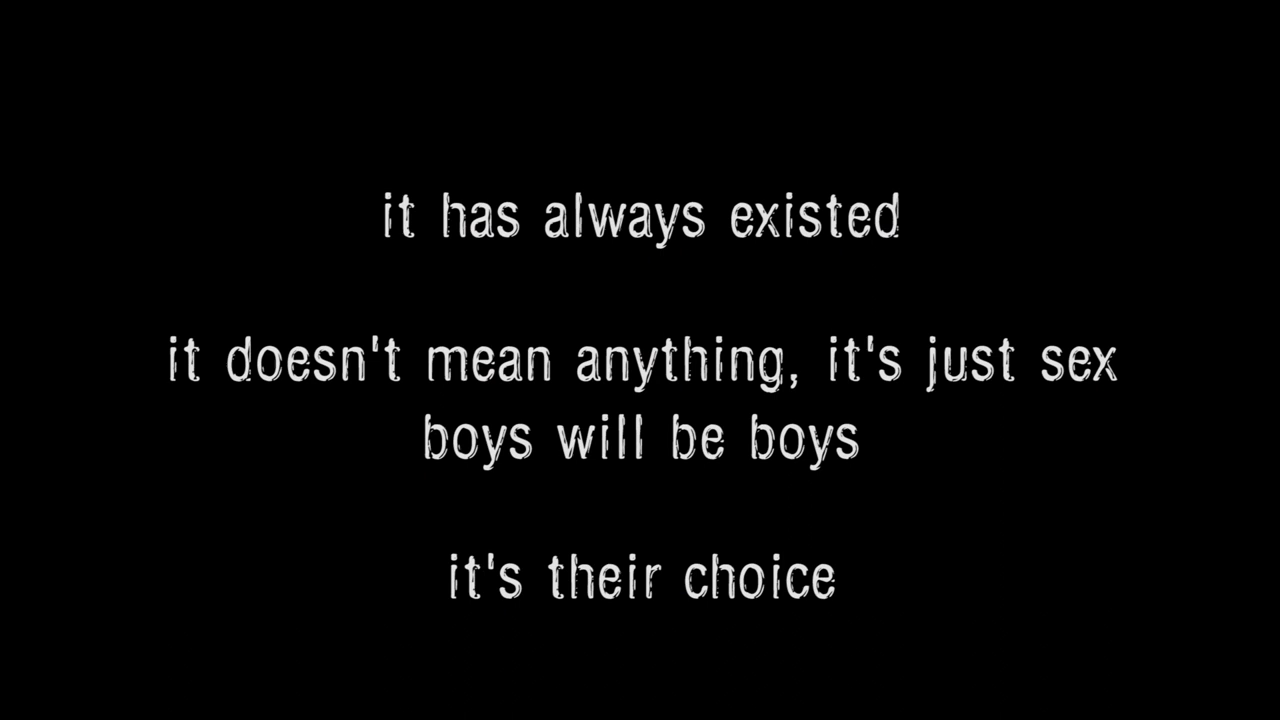 it has always existed
it doesn't mean anything, it's just sex
boys will be boys
it's their choice